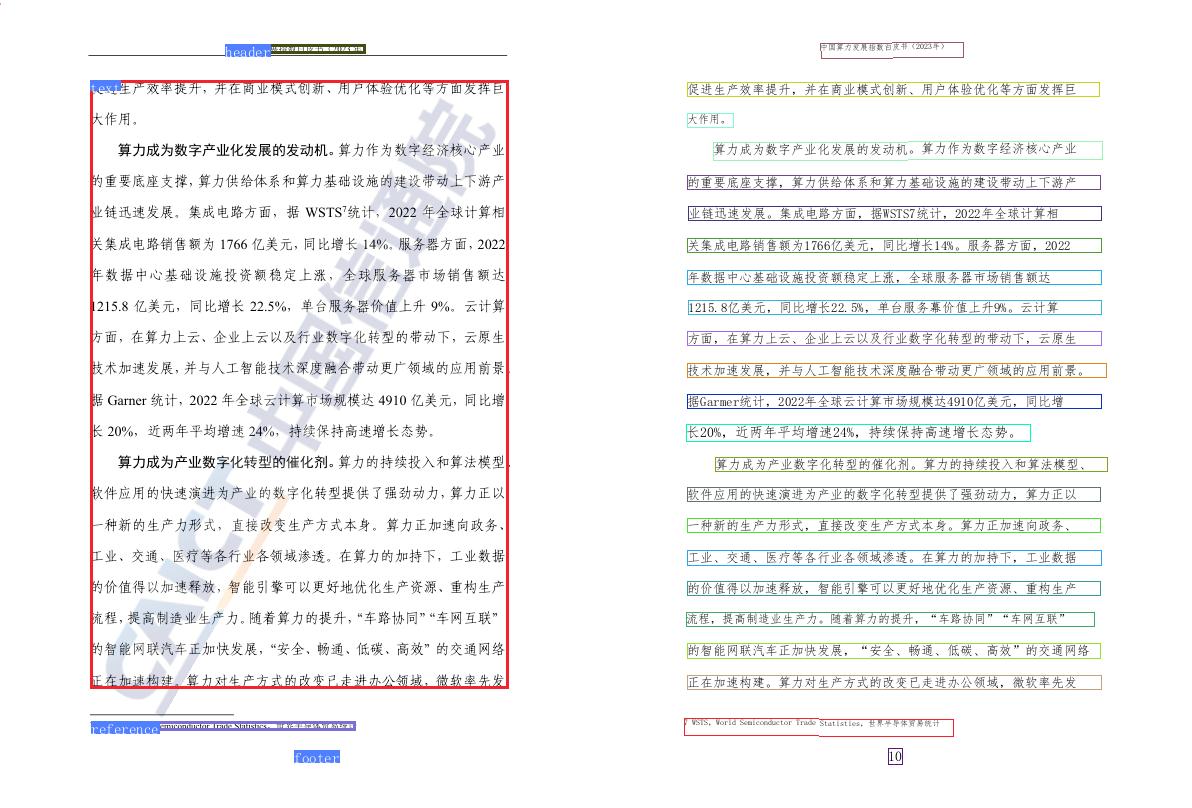 header
text
促进生产效率提升，并在商业模式创新、用户体验优化等方面发挥巨
大作用。
算力成为数字产业化发展的发动机。算力作为数字经济核心产业
的重要底座支撑，算力供给体系和算力基础设施的建设带动上下游产
业链迅速发展。集成电路方面，据 WSTS⁷统计，2022 年全球计算相
关集成电路销售额为 1766 亿美元，同比增长 14%。服务器方面，2022
年数据中心基础设施投资额稳定上涨，全球服务器市场销售额达
1215.8 亿美元，同比增长 22.5%，单台服务器价值上升 9%。云计算
方面，在算力上云、企业上云以及行业数字化转型的带动下，云原生
技术加速发展，并与人工智能技术深度融合带动更广领域的应用前景.
据 Garner 统计，2022 年全球云计算市场规模达 4910 亿美元，同比增
长 20%，近两年平均增速 24%，持续保持高速增长态势。
算力成为产业数字化转型的催化剂。算力的持续投入和算法模型、
软件应用的快速演进为产业的数字化转型提供了强劲动力，算力正以
一种新的生产力形式，直接改变生产方式本身。算力正加速向政务、
工业、交通、医疗等各行业各领域渗透。在算力的加持下，工业数据
的价值得以加速释放，智能引擎可以更好地优化生产资源、重构生产
流程，提高制造业生产力。随着算力的提升，“车路协同”“车网互联”
的智能网联汽车正加快发展，“安全、畅通、低碳、高效”的交通网络
正在加速构建。算力对生产方式的改变已走进办公领域，微软率先发
CAICT 中国信通院
reference
emiconductor Trade Statistics，世界半导体贸易统计
footer
中国算力发展指数白皮书（2023年）
促进生产效率提升，并在商业模式创新、用户体验优化等方面发挥巨
大作用。
算力成为数字产业化发展的发动机。算力作为数字经济核心产业
的重要底座支撑，算力供给体系和算力基础设施的建设带动上下游产
业链迅速发展。集成电路方面，据WSTS7统计，2022年全球计算相
关集成电路销售额为1766亿美元，同比增长14%。服务器方面，2022
年数据中心基础设施投资额稳定上涨，全球服务器市场销售额达
1215.8亿美元，同比增长22.5%，单台服务幕价值上升9%。云计算
方面，在算力上云、企业上云以及行业数字化转型的带动下，云原生
技术加速发展，并与人工智能技术深度融合带动更广领域的应用前景。
据Garmer统计，2022年全球云计算市场规模达4910亿美元，同比增
长20%，近两年平均增速24%，持续保持高速增长态势。
算力成为产业数字化转型的催化剂。算力的持续投入和算法模型、
软件应用的快速演进为产业的数字化转型提供了强劲动力，算力正以
一种新的生产力形式，直接改变生产方式本身。算力正加速向政务、
工业、交通、医疗等各行业各领域渗透。在算力的加持下，工业数据
的价值得以加速释放，智能引擎可以更好地优化生产资源、重构生产
流程，提高制造业生产力。随着算力的提升，“车路协同”“车网互联”
的智能网联汽车正加快发展，“安全、畅通、低碳、高效”的交通网络
正在加速构建。算力对生产方式的改变已走进办公领域，微软率先发
WSTS, World Semiconductor Trade Statisties, 世界半导体贸易统计
10